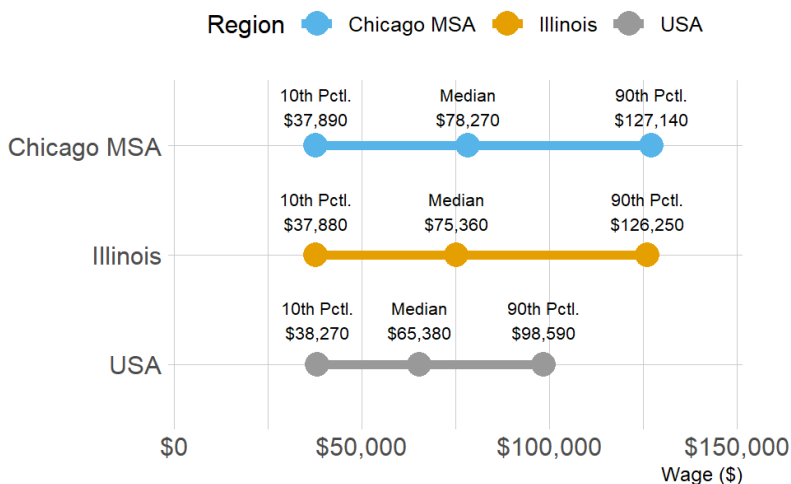 Region Chicago MSA Illinois USA
10th Pctl. Median 90th Pctl.
$37,890 $78,270 $127,140
Chicago MSA
10th Pctl. Median 90th Pctl.
$37,880 $75,360 $126,250
Illinois
10th Pctl. Median 90th Pctl.
$38,270 $65,380 $98,590
USA
$0 $50,000 $100,000 $150,000
Wage ($)